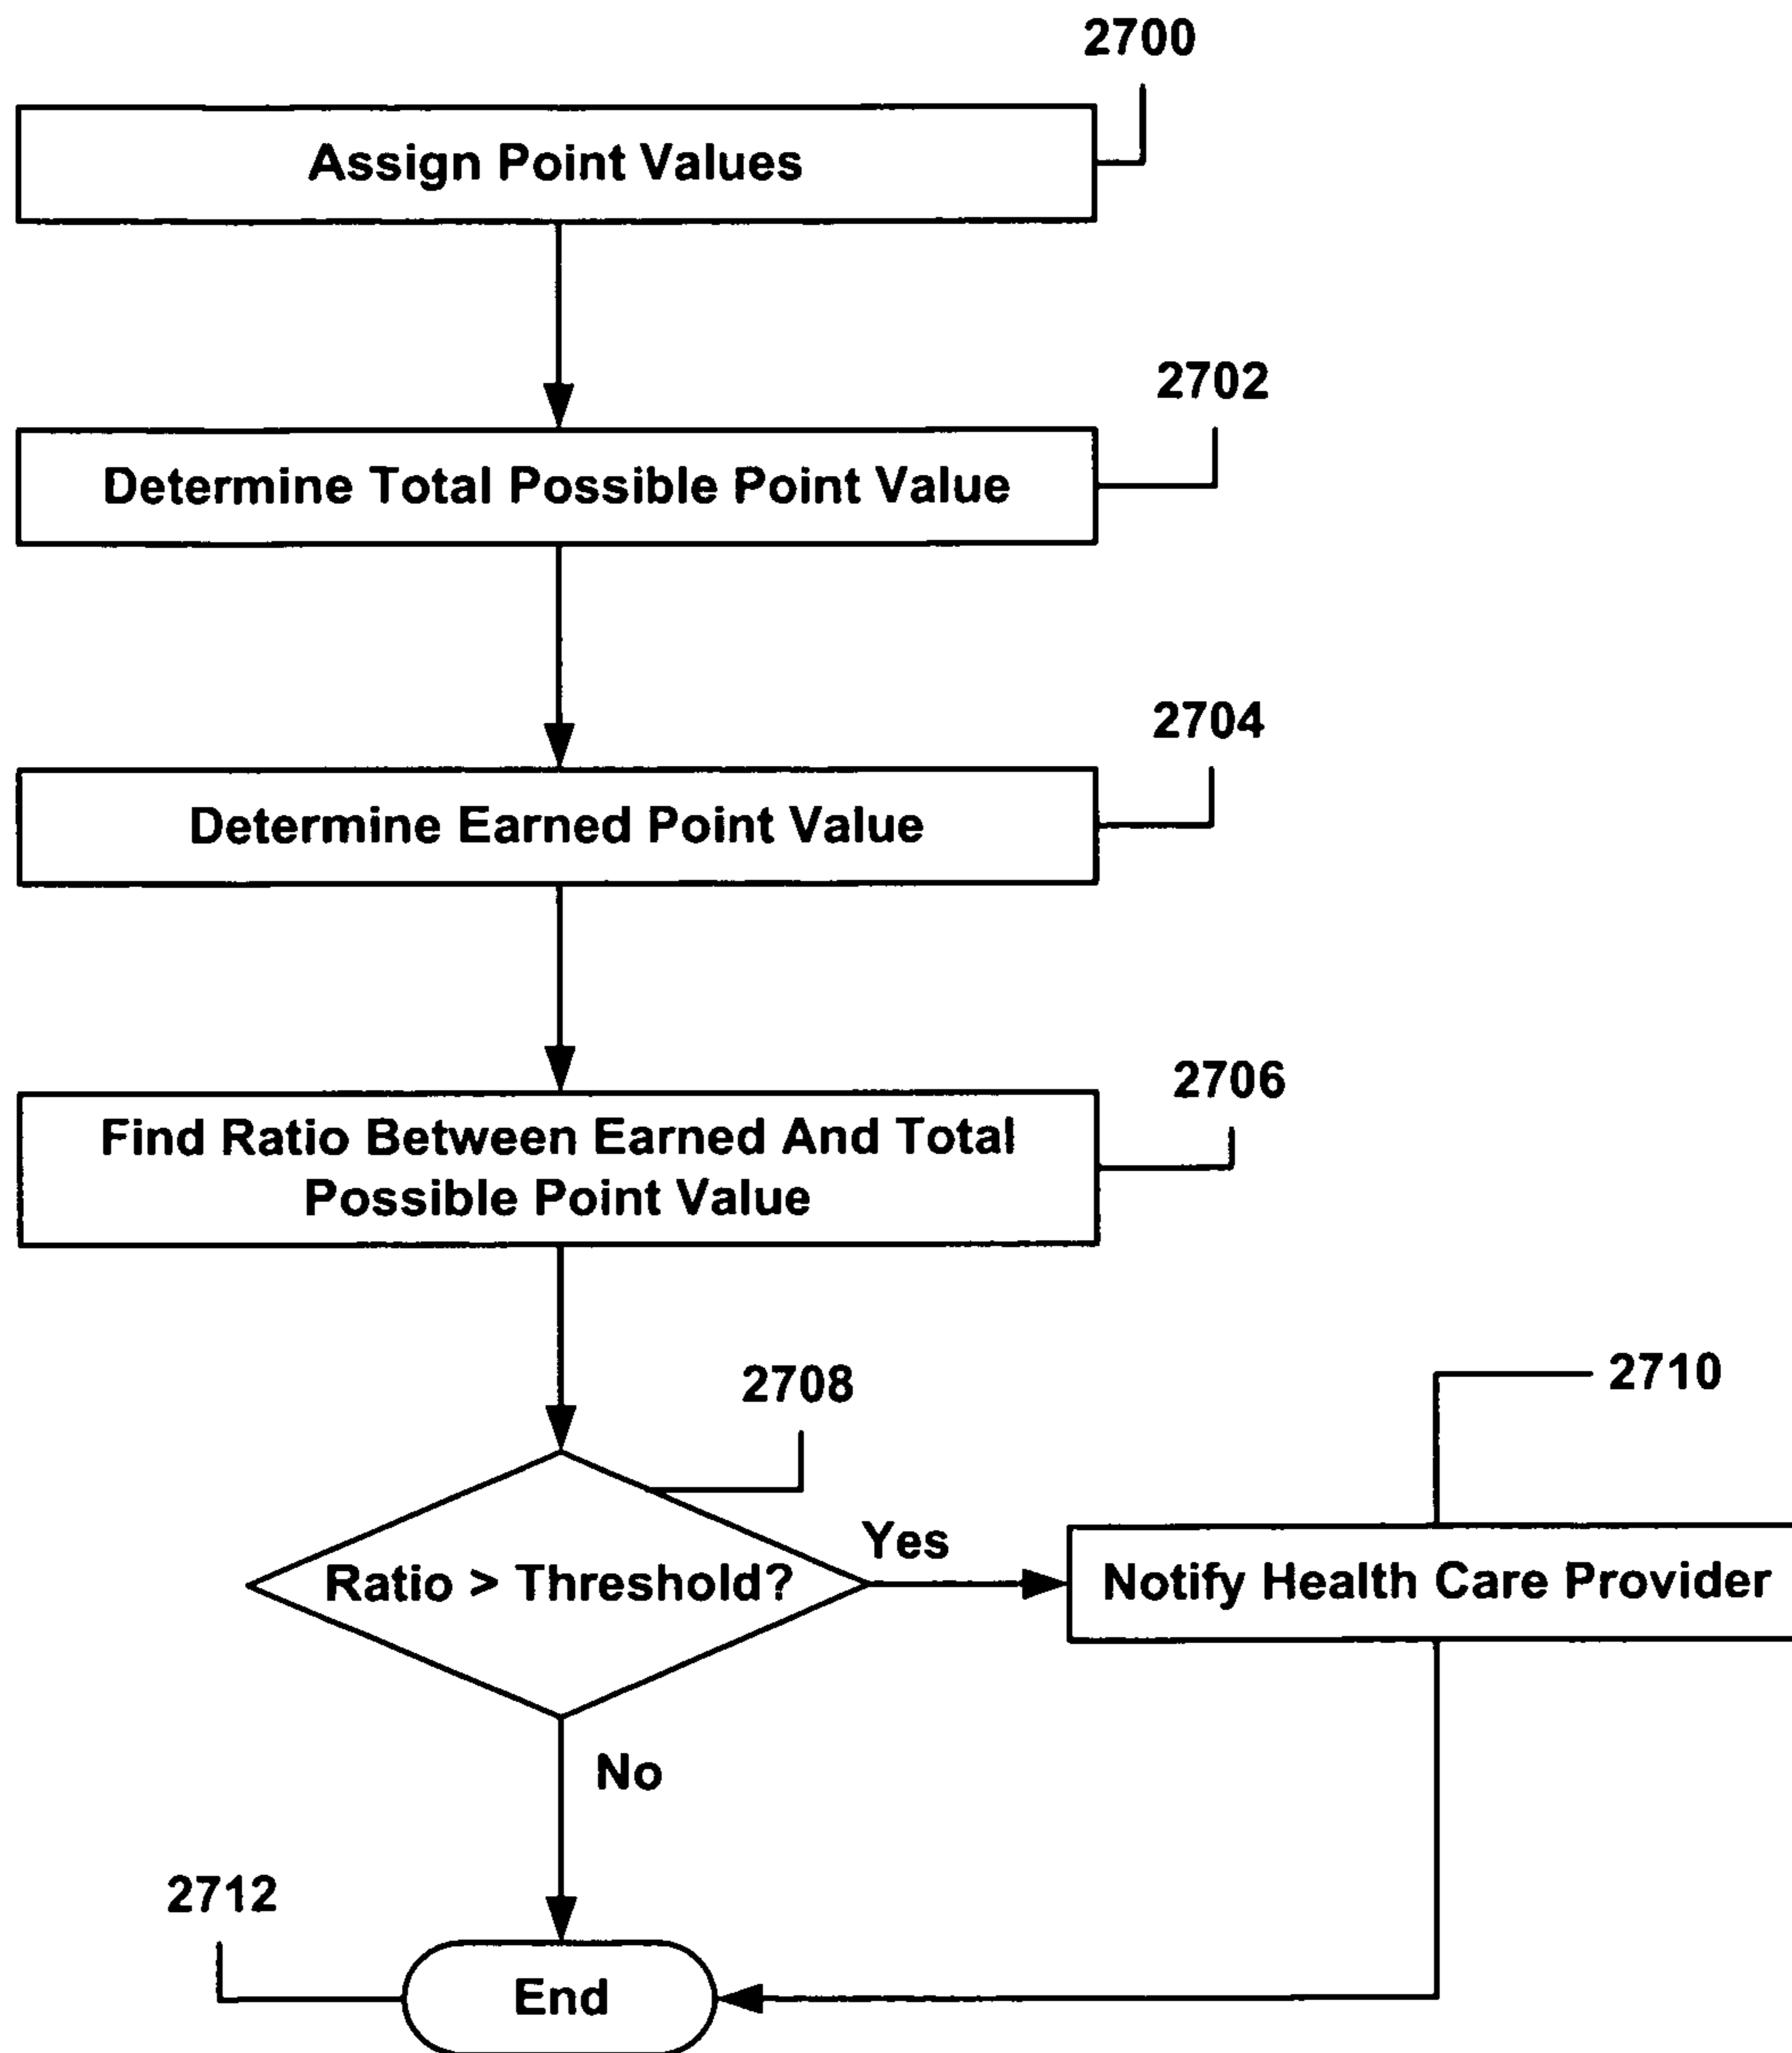 2700
Assign Point Values
2702
Determine Total Possible Point Value
2704
Determine Earned Point Value
2706
Find Ratio Between Earned And Total
Possible Point Value
2708
2710
Ratio > Threshold?
Yes
Notify Health Care Provider
No
2712
End